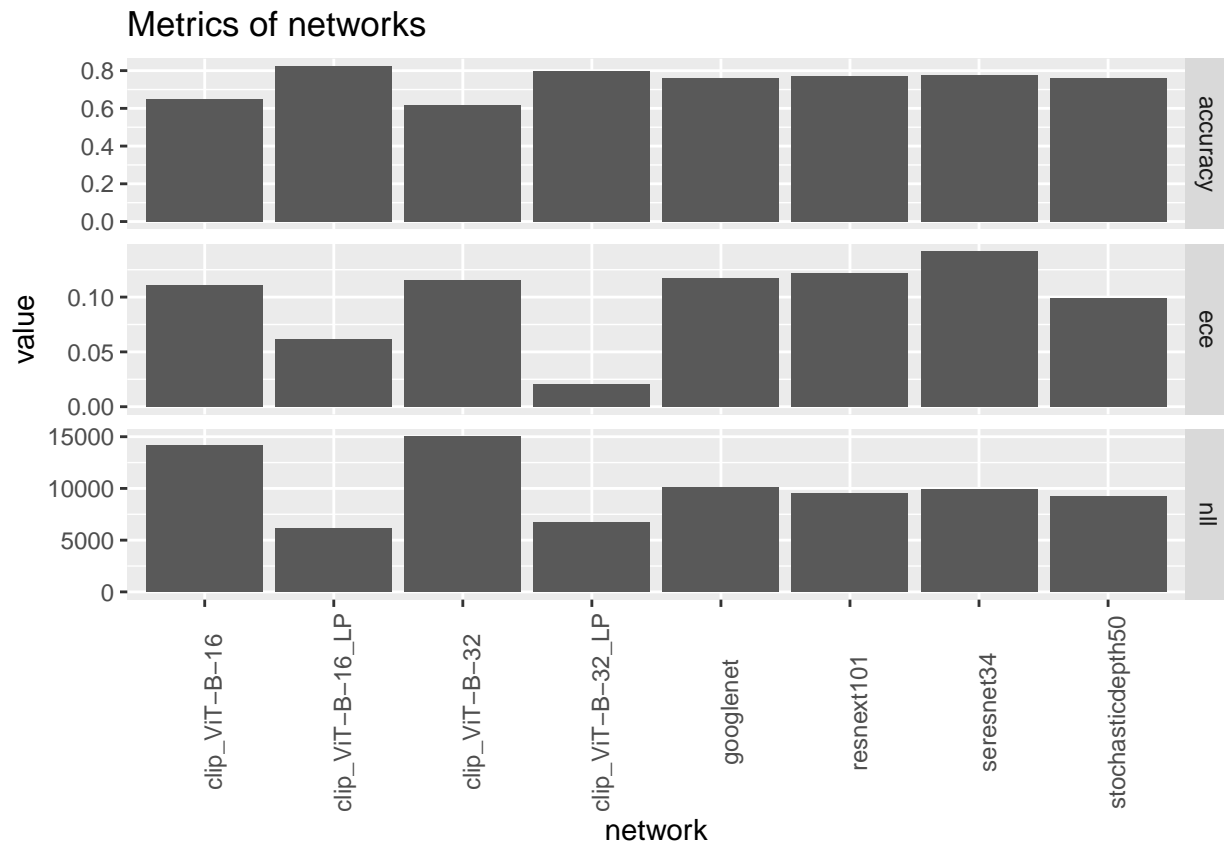 Metrics of networks
0.8
0.6
0.4
0.2
0.0
accuracy
0.10
0.05
0.00
ece
15000
10000
5000
0
nll
value
clip_ViT−B−16
clip_ViT−B−16_LP
clip_ViT−B−32
clip_ViT−B−32_LP
googlenet
resnext101
seresnet34
stochasticdepth50
network